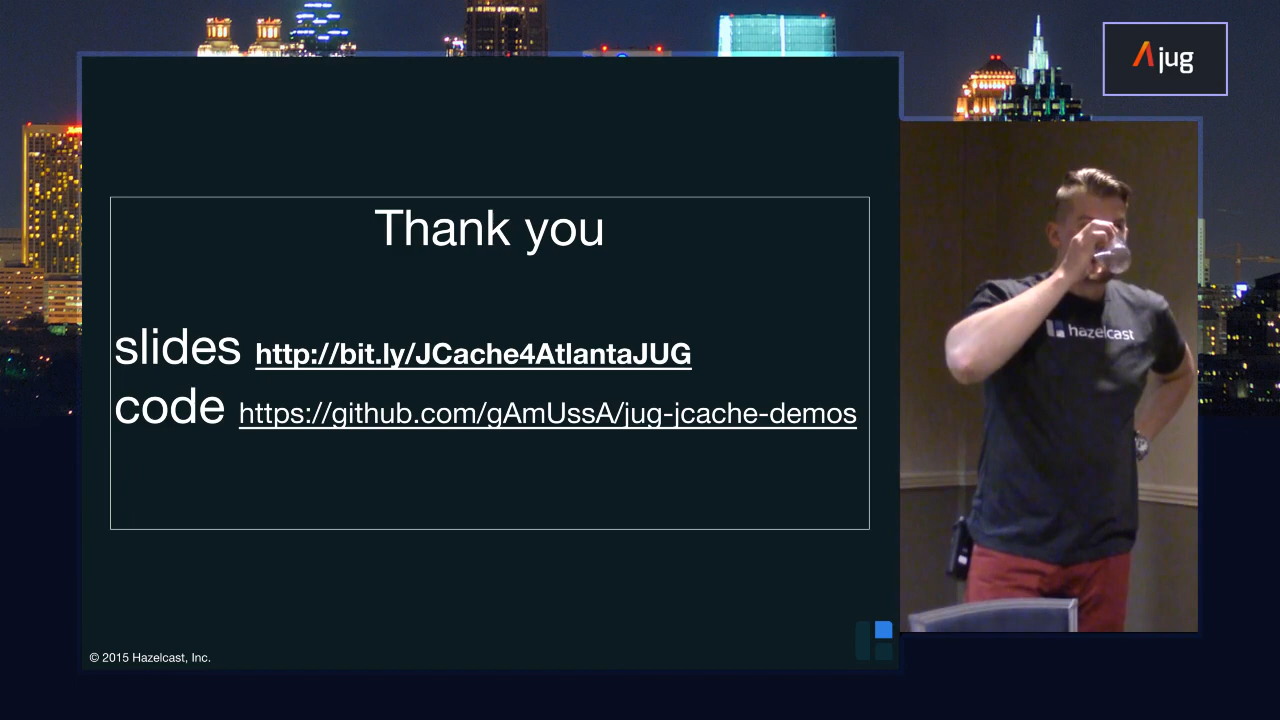 Λjug
Thank you
slides http://bit.ly/JCache4AtlantaJUG
code https://github.com/gAmUssA/jug-jcache-demos
hazelcast
© 2015 Hazelcast, Inc.